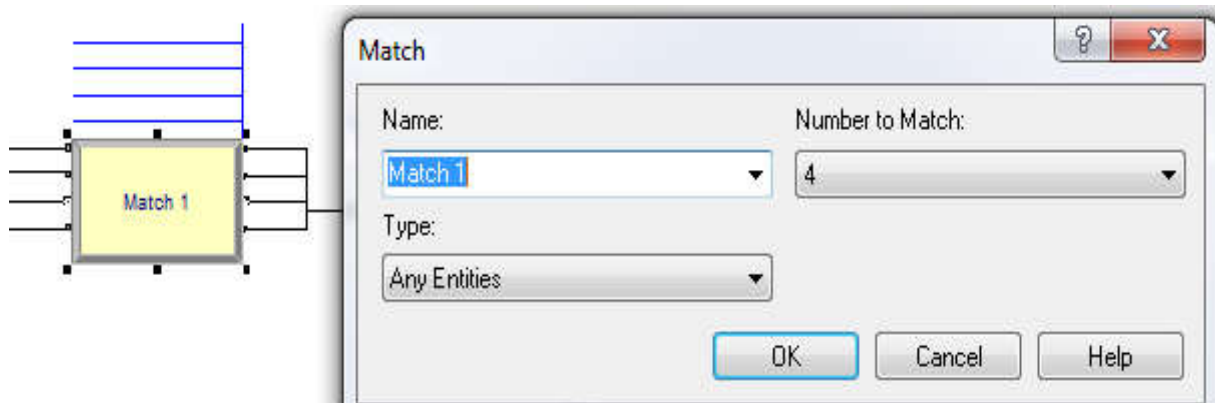 Match
Name:
Number to Match:
Match 1
4
Match 1
Type:
Any Entities
OK
Cancel
Help